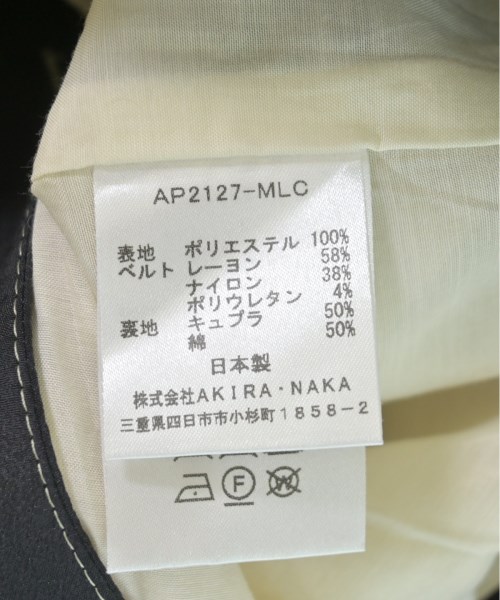 AP2127-MLC
表地 ポリエステル 100%
ベルト レーヨン 58%
ナイロン 38%
ポリウレタン 4%
裏地 キュプラ 50%
綿 50%
日本製
株式会社AKIRA・NAKA
三重県四日市市小杉町1858-2
F W